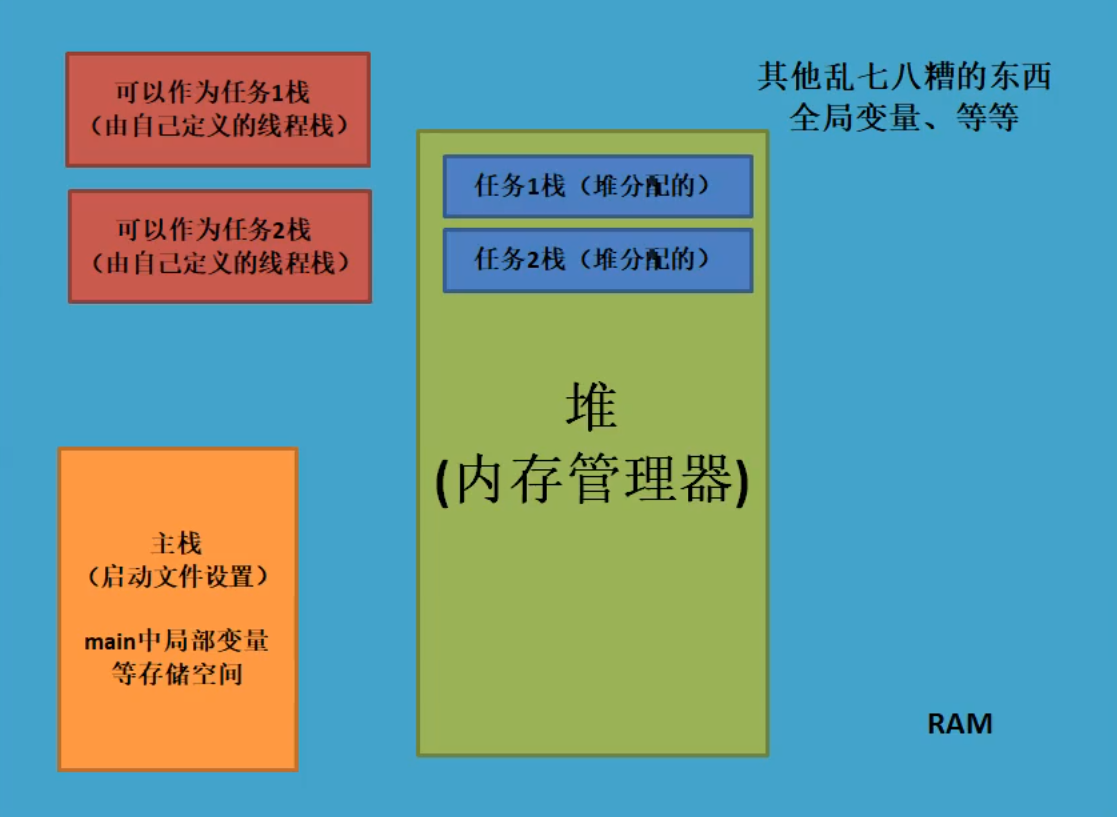 可以作为任务1栈
（由自己定义的线程栈）
可以作为任务2栈
（由自己定义的线程栈）
主栈
（启动文件设置）
main中局部变量
等存储空间
任务1栈（堆分配的）
任务2栈（堆分配的）
堆
(内存管理器)
其他乱七八糟的东西
全局变量、等等
RAM